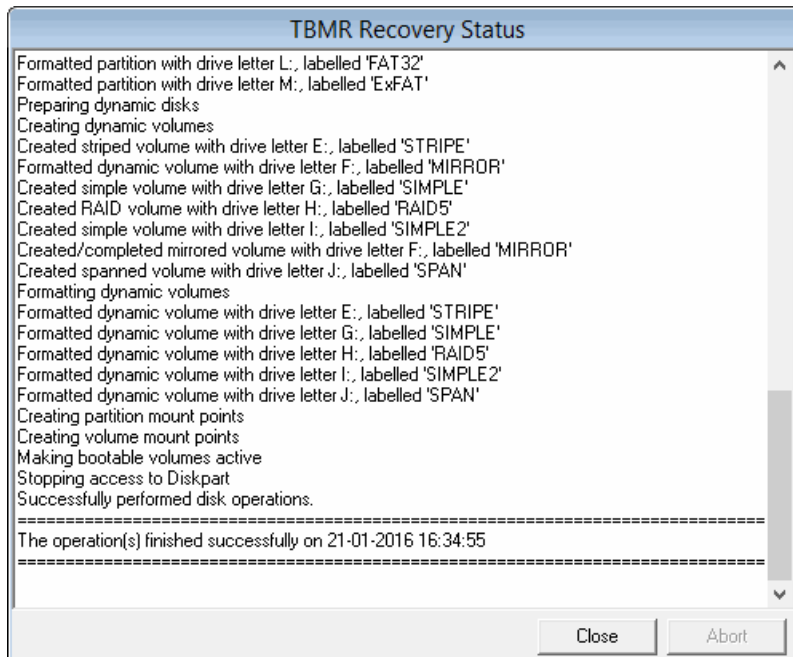 TBMR Recovery Status
Formatted partition with drive letter L:, labelled 'FAT32'
Formatted partition with drive letter M:, labelled 'ExFAT'
Preparing dynamic disks
Creating dynamic volumes
Created striped volume with drive letter E:, labelled 'STRIPE'
Formatted dynamic volume with drive letter F:, labelled 'MIRROR'
Created simple volume with drive letter G:, labelled 'SIMPLE'
Created RAID volume with drive letter H:, labelled 'RAID5'
Created simple volume with drive letter I:, labelled 'SIMPLE2'
Created/completed mirrored volume with drive letter F:, labelled 'MIRROR'
Created spanned volume with drive letter J:, labelled 'SPAN'
Formatting dynamic volumes
Formatted dynamic volume with drive letter E:, labelled 'STRIPE'
Formatted dynamic volume with drive letter G:, labelled 'SIMPLE'
Formatted dynamic volume with drive letter H:, labelled 'RAID5'
Formatted dynamic volume with drive letter I:, labelled 'SIMPLE2'
Formatted dynamic volume with drive letter J:, labelled 'SPAN'
Creating partition mount points
Creating volume mount points
Making bootable volumes active
Stopping access to Diskpart
Successfully performed disk operations.
==============================================================================
The operation(s) finished successfully on 21-01-2016 16:34:55
==============================================================================
Close Abort